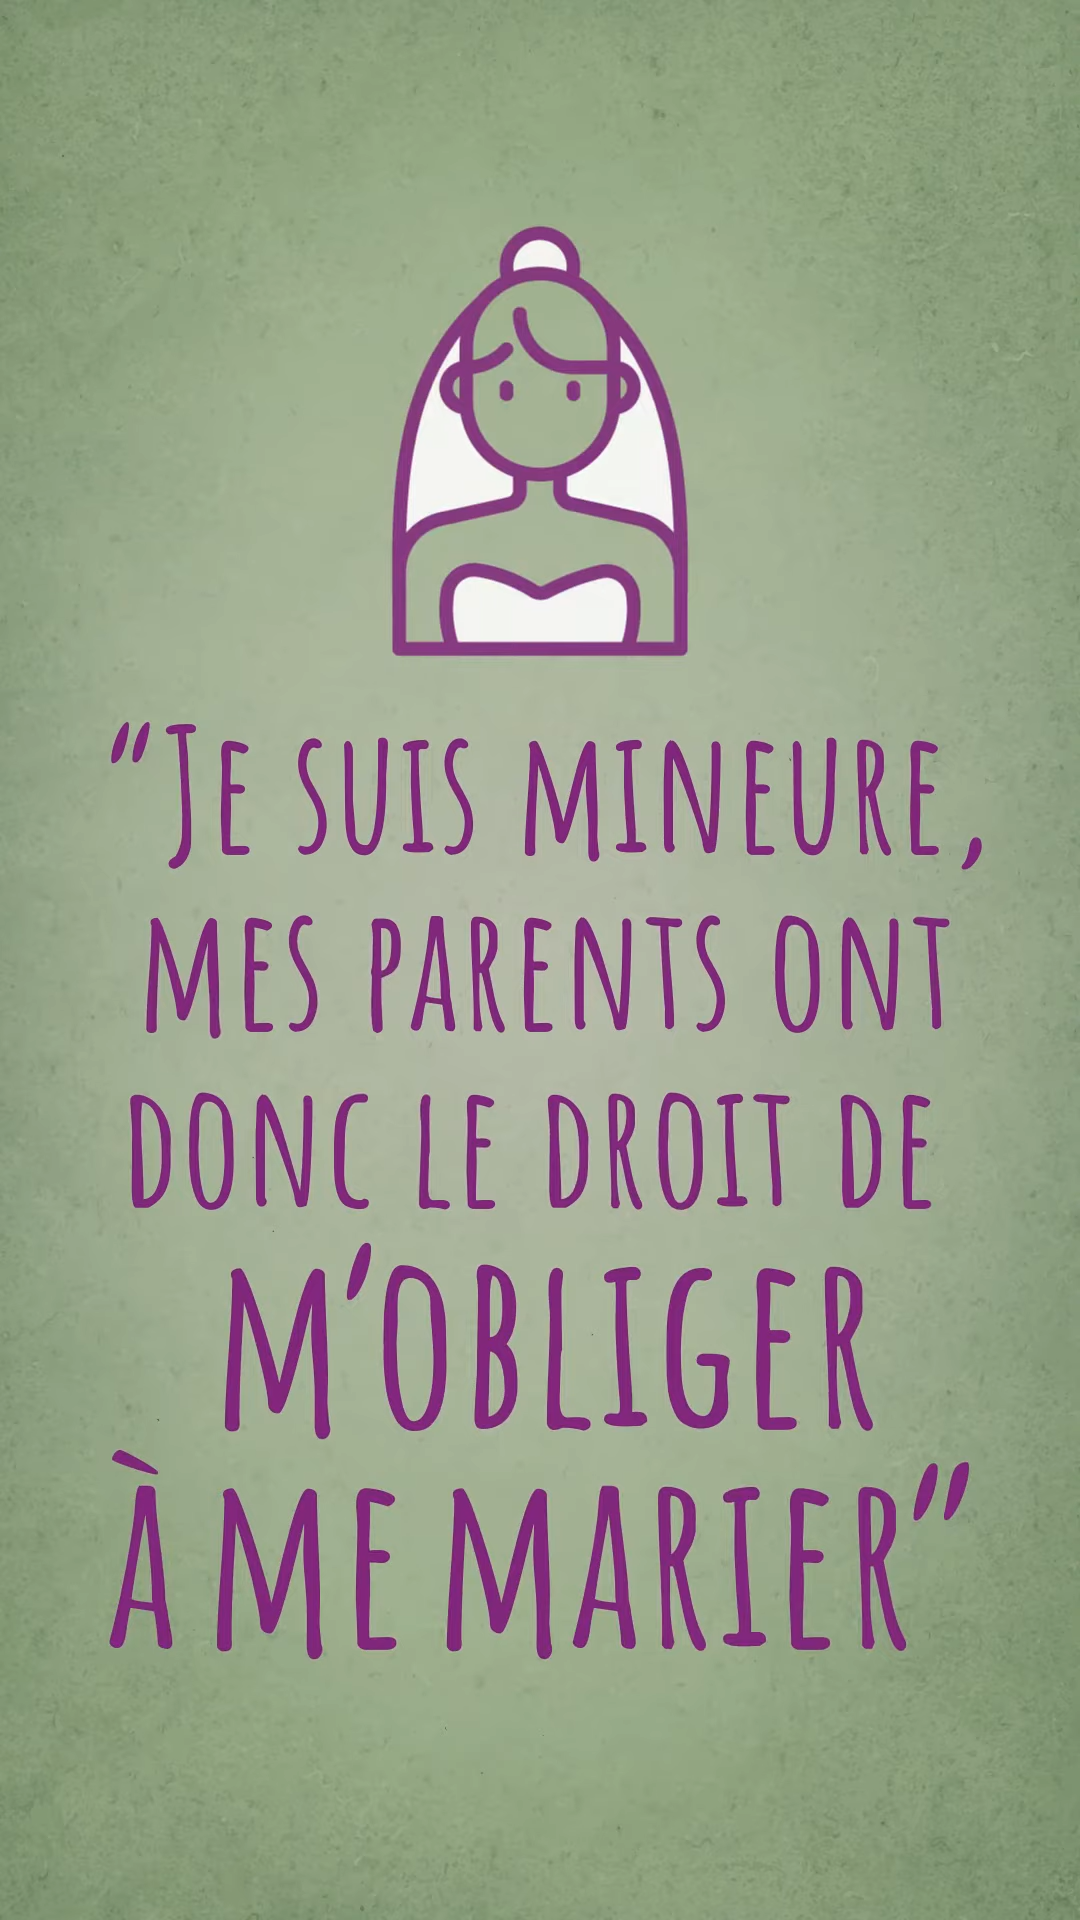 “Je suis mineure,
mes parents ont
donc le droit de
m’obliger
à me marier”